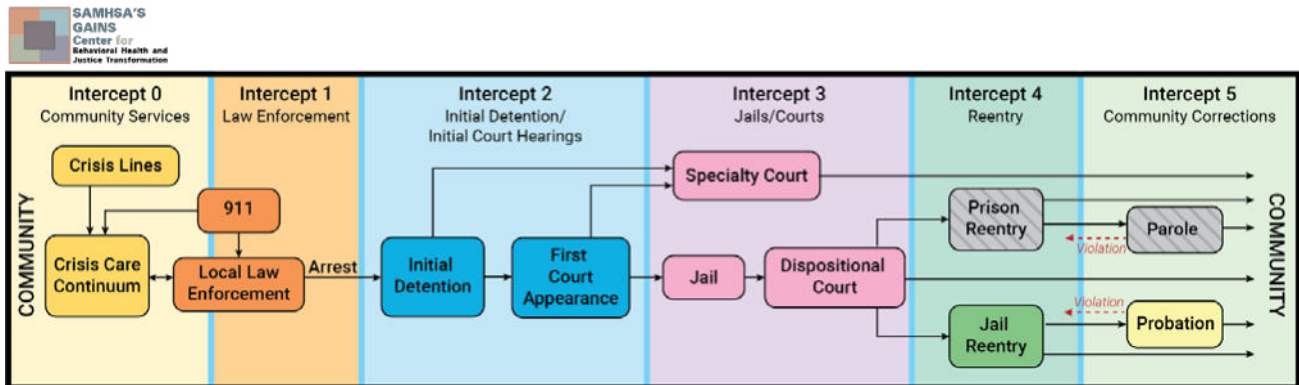 SAMHSA'S
GAINS
Center for
Behavioral Health and
Justice Transformation
Intercept 0
Community Services
Intercept 1
Law Enforcement
Intercept 2
Initial Detention/
Initial Court Hearings
Intercept 3
Jails/Courts
Intercept 4
Reentry
Intercept 5
Community Corrections
COMMUNITY
Crisis Lines
911
Crisis Care
Continuum
Local Law
Enforcement
Arrest
Initial
Detention
First
Court
Appearance
Specialty Court
Jail
Dispositional
Court
Prison
Reentry
Parole
Violation
Violation
Jail
Reentry
Probation
COMMUNITY